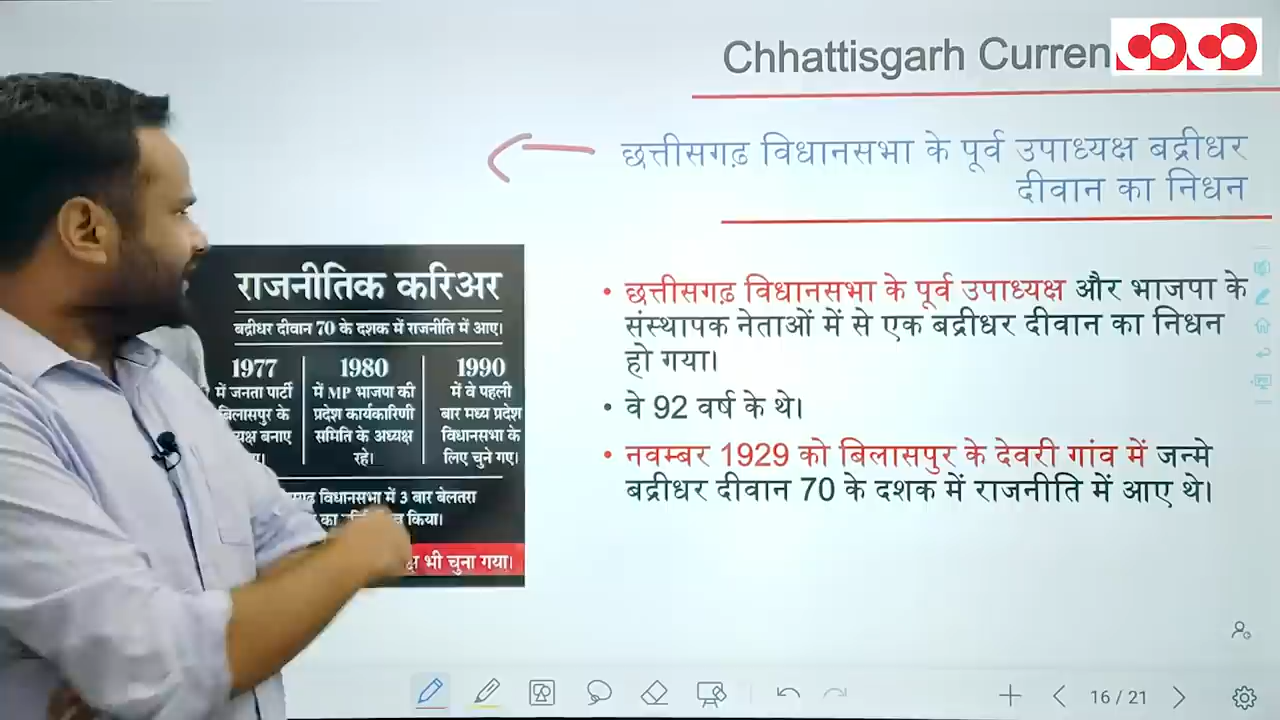 Chhattisgarh Curren
छत्तीसगढ़ विधानसभा के पूर्व उपाध्यक्ष बद्रीधर
दीवान का निधन
राजनीतिक करिअर
बद्रीधर दीवान 70 के दशक में राजनीति में आए।
1977
में जनता पार्टी
बिलासपुर के
बनाए
1980
में MP भाजपा की
प्रदेश कार्यकारिणी
समिति के अध्यक्ष
रहे।
1990
में वे पहली
बार मध्य प्रदेश
विधानसभा के
लिए चुने गए।
विधानसभा में 3 बार बेलतरा
का किया।
भी चुना गया।
• छत्तीसगढ़ विधानसभा के पूर्व उपाध्यक्ष और भाजपा के
संस्थापक नेताओं में से एक बद्रीधर दीवान का निधन
हो गया।
• वे 92 वर्ष के थे।
• नवम्बर 1929 को बिलासपुर के देवरी गांव में जन्मे
बद्रीधर दीवान 70 के दशक में राजनीति में आए थे।
16 / 21